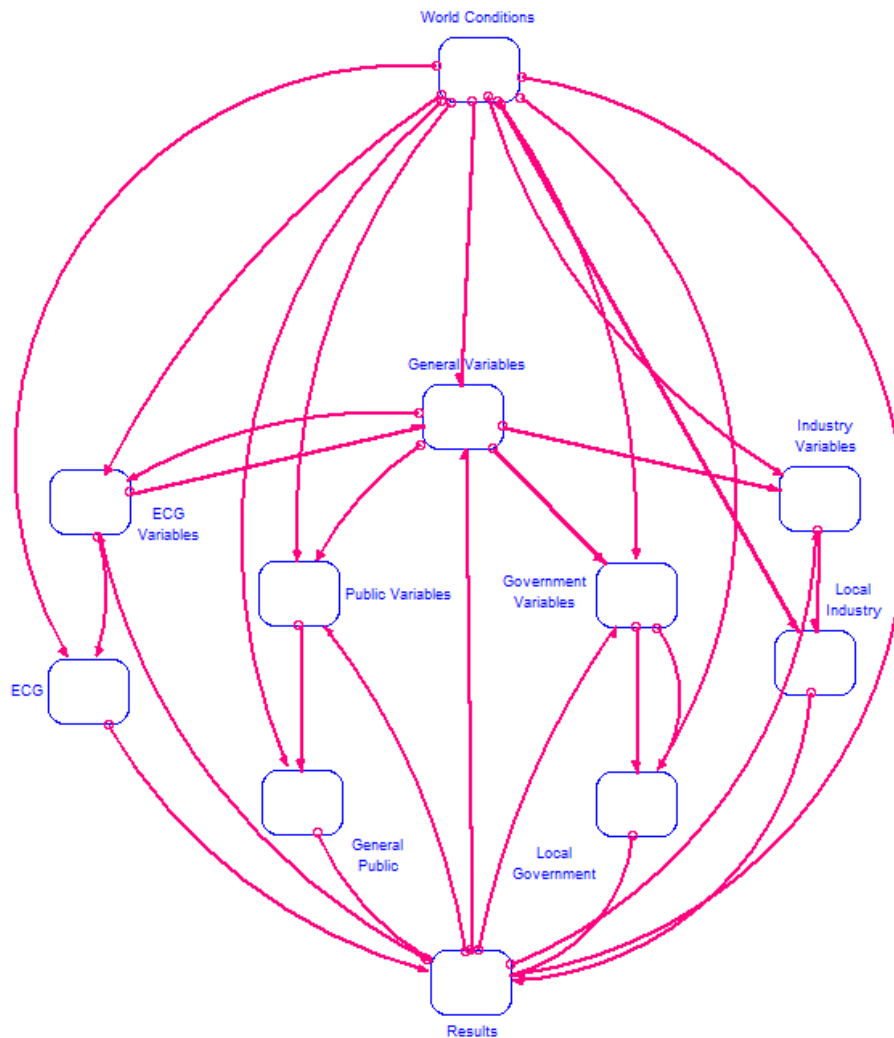 World Conditions
General Variables
Industry
Variables
ECG
Variables
Public Variables
Government
Variables
Local
Industry
ECG
General
Public
Local
Government
Results